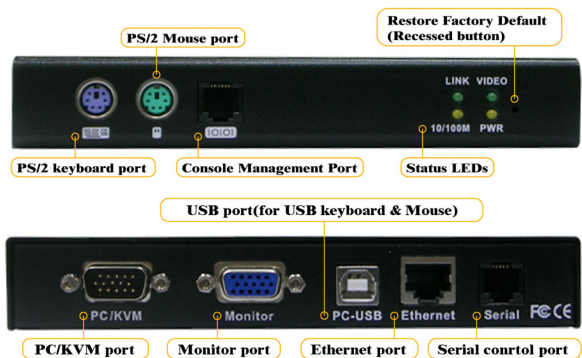 Restore Factory Default
(Recessed button)
PS/2 Mouse port
LINK VIDEO
10/100M PWR
PS/2 keyboard port
Console Management Port
Status LEDs
USB port(for USB keyboard & Mouse)
PC/KVM
Monitor
PC-USB
Ethernet
Serial
FC CE
PC/KVM port
Monitor port
Ethernet port
Serial conrtol port